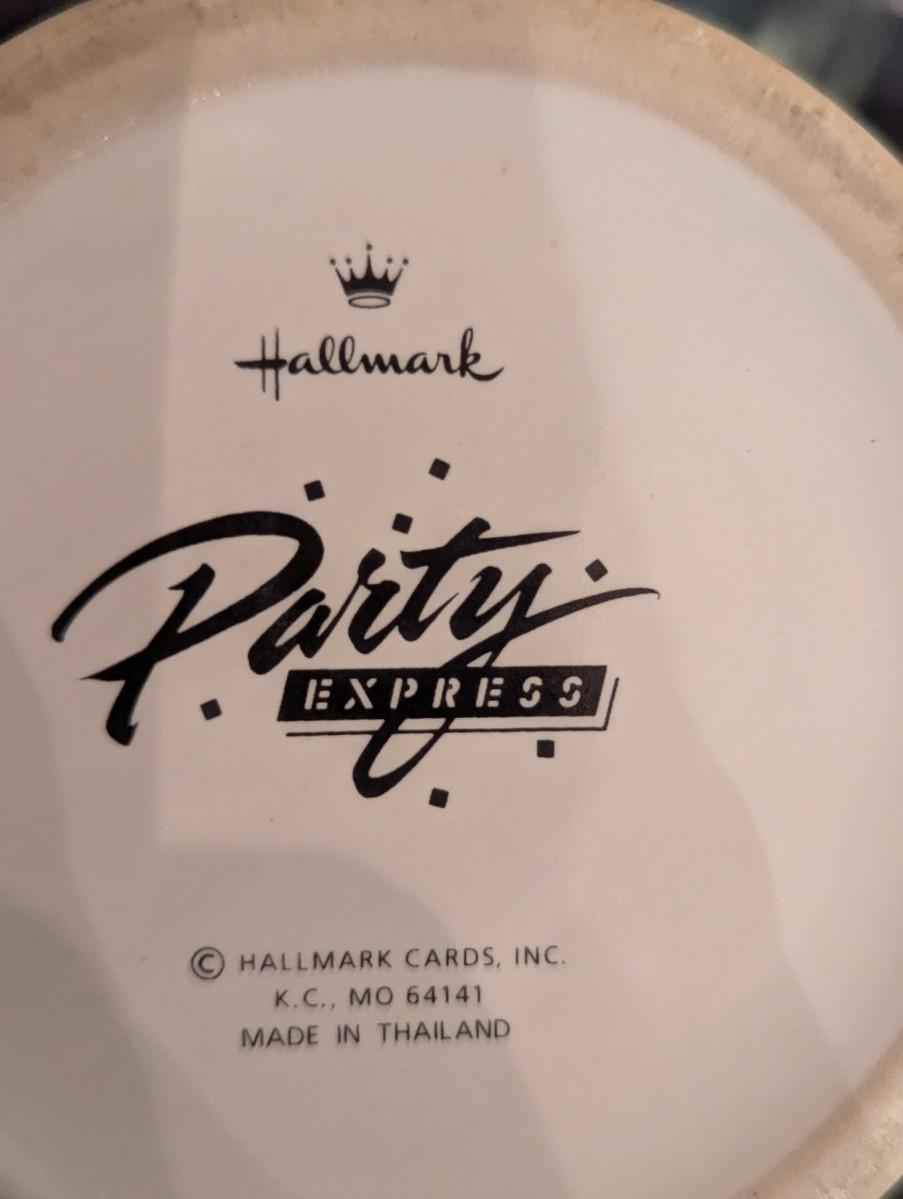 Hallmark
Party
EXPRESS
© HALLMARK CARDS, INC.
K.C., MO 64141
MADE IN THAILAND